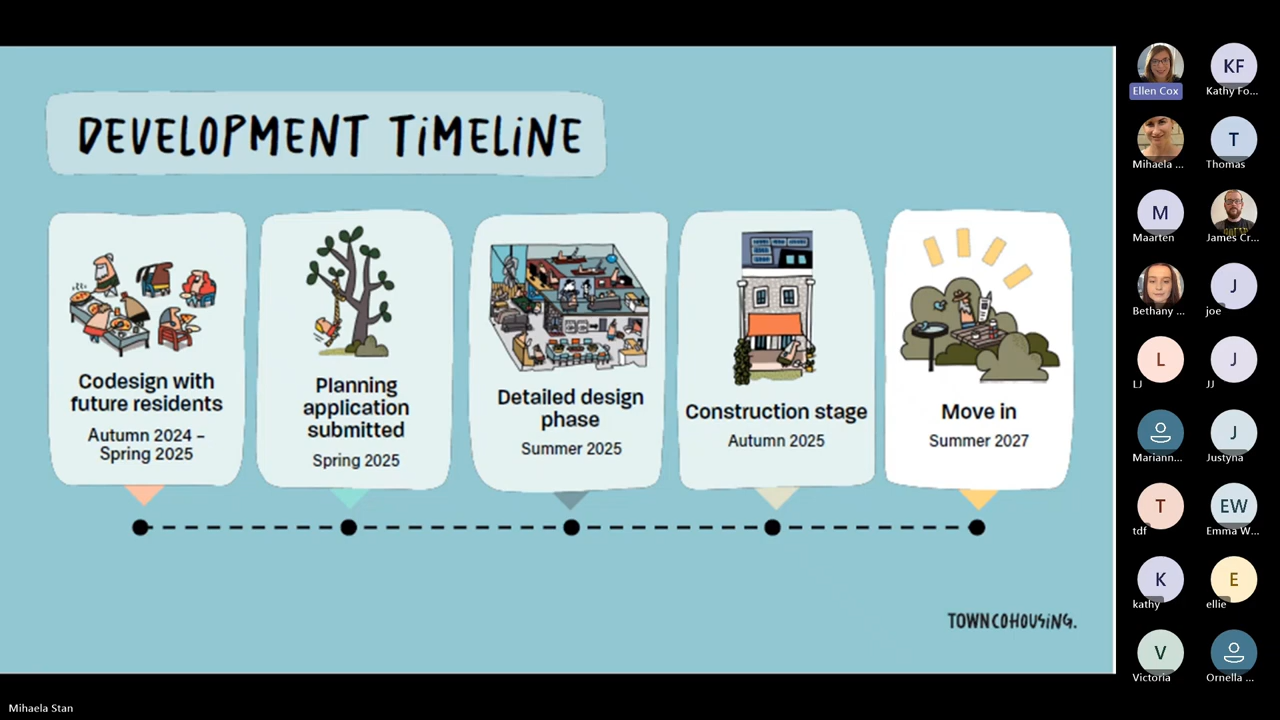 DEVELOPMENT TiMELiNE
Codesign with
future residents
Autumn 2024 –
Spring 2025
Planning
application
submitted
Spring 2025
Detailed design
phase
Summer 2025
Construction stage
Autumn 2025
Move in
Summer 2027
TOWNCOHOUSiNG.
Ellen Cox
KF
Kathy Fo...
Mihaela ...
T
Thomas
M
Maarten
James Cr...
Bethany ...
J
joe
L
LJ
J
JJ
Mariann...
J
Justyna
T
tdf
EW
Emma W...
K
kathy
E
ellie
V
Victoria
Ornella ...
Mihaela Stan